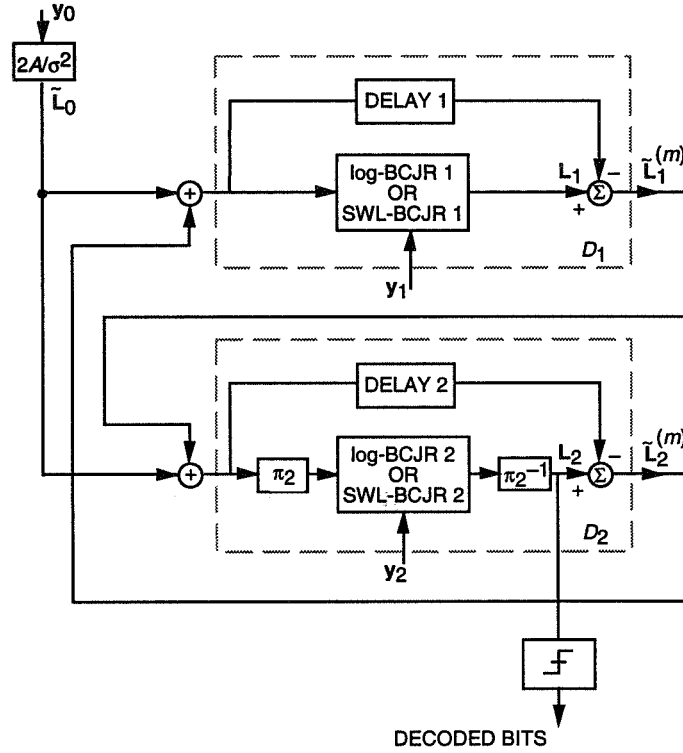 y0
2A/σ²
L̃0
DELAY 1
log-BCJR 1
OR
SWL-BCJR 1
L1
+
Σ
−
L̃1(m)
+
D1
y1
DELAY 2
π2
log-BCJR 2
OR
SWL-BCJR 2
π2⁻¹
L2
+
Σ
−
L̃2(m)
+
D2
y2
DECODED BITS